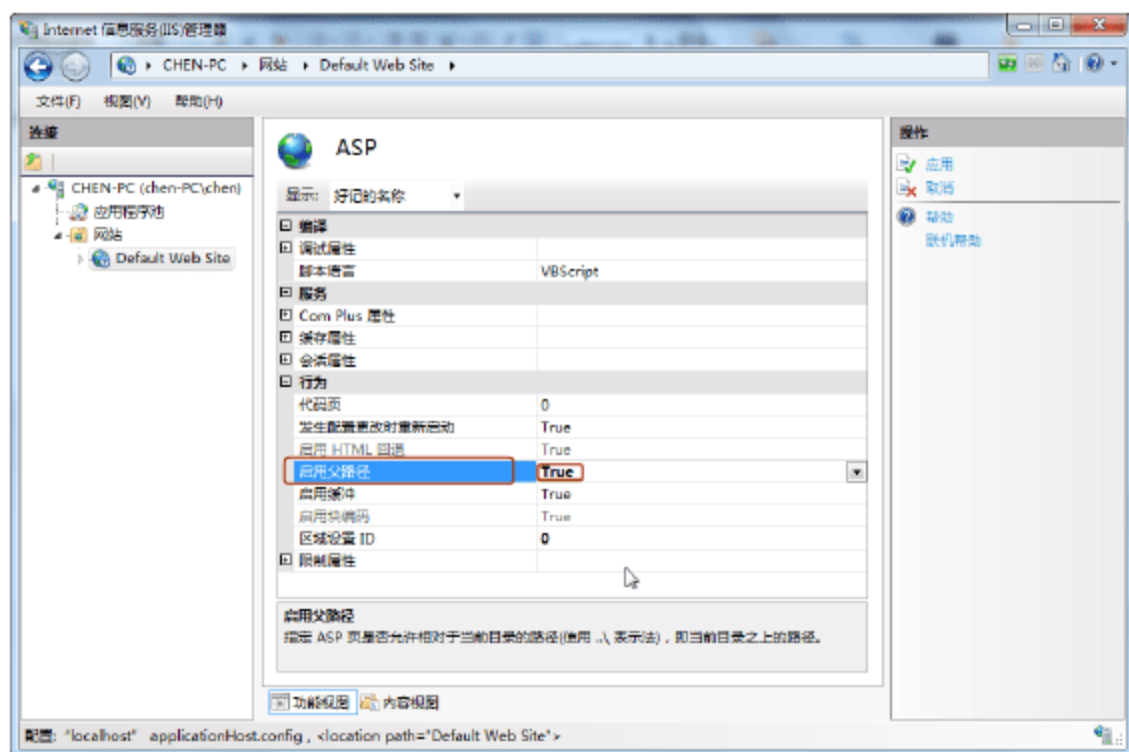 Internet 信息服务(IIS)管理器
CHEN-PC
网站
Default Web Site
文件(F) 视图(V) 帮助(H)
连接
CHEN-PC (chen-PC\chen)
应用程序池
网站
Default Web Site
ASP
显示: 好记的名称
编译
调试属性
脚本语言 VBScript
服务
Com Plus 属性
缓存属性
会话属性
行为
代码页 0
发生配置更改时重新启动 True
启用 HTML 回退 True
启用父路径 True
启用缓冲 True
启用块编码 True
区域设置 ID 0
限制属性
启用父路径
指定 ASP 页是否允许相对于当前目录的路径(使用 ..\ 表示法)，即当前目录之上的路径。
功能视图 内容视图
操作
应用
取消
帮助
联机帮助
配置: "localhost" applicationHost.config , <location path="Default Web Site">